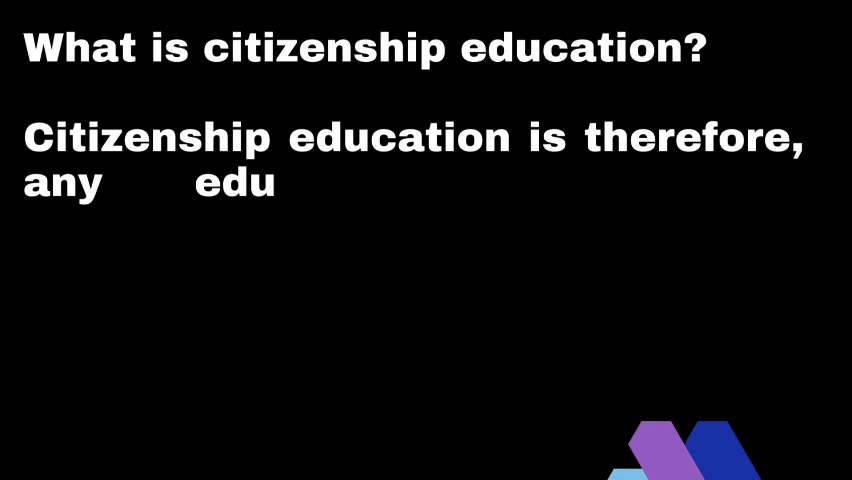 What is citizenship education?
Citizenship education is therefore,
any edu